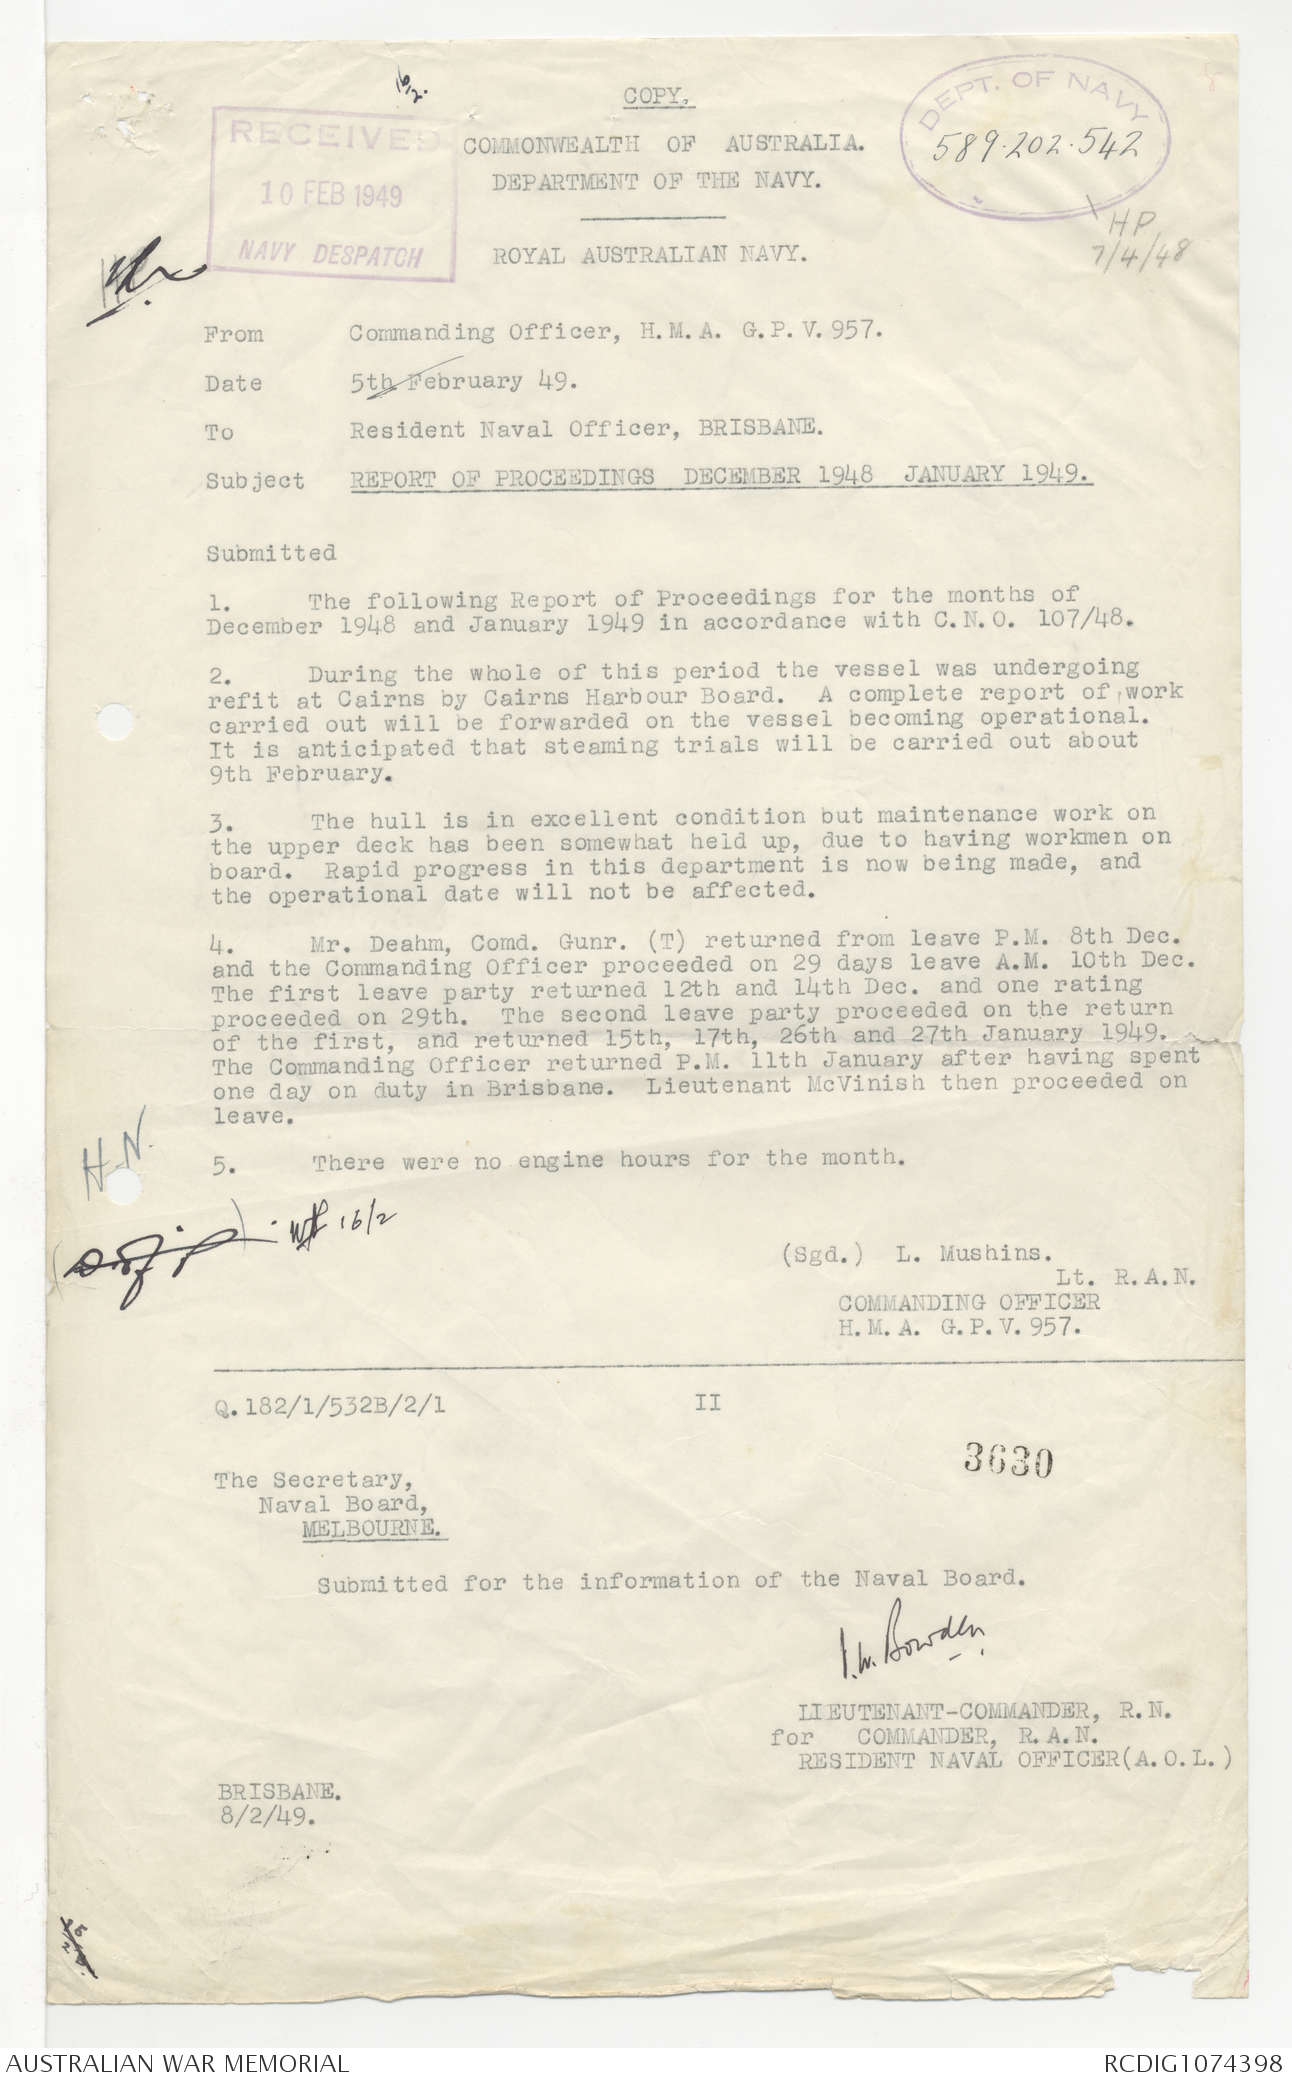 16/2.
COPY.
RECEIVED
10 FEB 1949
NAVY DESPATCH
COMMONWEALTH OF AUSTRALIA.
DEPARTMENT OF THE NAVY.
DEPT. OF NAVY
589.202.542
HP
7/4/48
ROYAL AUSTRALIAN NAVY.
From Commanding Officer, H.M.A. G.P.V.957.
Date 5th February 49.
To Resident Naval Officer, BRISBANE.
Subject REPORT OF PROCEEDINGS DECEMBER 1948 JANUARY 1949.
Submitted
1. The following Report of Proceedings for the months of
December 1948 and January 1949 in accordance with C.N.O. 107/48.
2. During the whole of this period the vessel was undergoing
refit at Cairns by Cairns Harbour Board. A complete report of work
carried out will be forwarded on the vessel becoming operational.
It is anticipated that steaming trials will be carried out about
9th February.
3. The hull is in excellent condition but maintenance work on
the upper deck has been somewhat held up, due to having workmen on
board. Rapid progress in this department is now being made, and
the operational date will not be affected.
4. Mr. Deahm, Comd. Gunr. (T) returned from leave P.M. 8th Dec.
and the Commanding Officer proceeded on 29 days leave A.M. 10th Dec.
The first leave party returned 12th and 14th Dec. and one rating
proceeded on 29th. The second leave party proceeded on the return
of the first, and returned 15th, 17th, 26th and 27th January 1949.
The Commanding Officer returned P.M. 11th January after having spent
one day on duty in Brisbane. Lieutenant McVinish then proceeded on
leave.
H.N.
5. There were no engine hours for the month.
16/2
(Sgd.) L. Mushins.
Lt. R.A.N.
COMMANDING OFFICER
H.M.A. G.P.V.957.
Q.182/1/532B/2/1 II
3630
The Secretary,
Naval Board,
MELBOURNE.
Submitted for the information of the Naval Board.
I.W. Bowden
LIEUTENANT-COMMANDER, R.N.
for COMMANDER, R.A.N.
RESIDENT NAVAL OFFICER(A.O.L.)
BRISBANE.
8/2/49.
AUSTRALIAN WAR MEMORIAL
RCDIG1074398